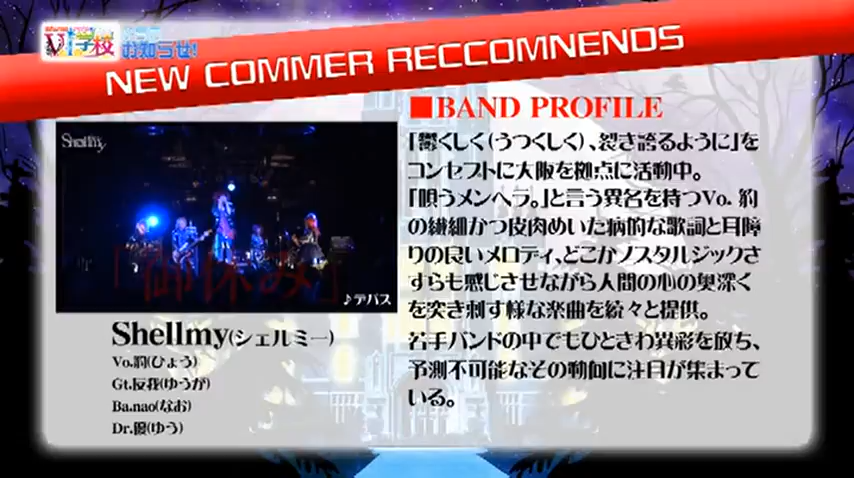 V系学校
お知らせ!
NEW COMMER RECCOMNENDS
■BAND PROFILE
「鬱くしく(うつくしく)、裂き誇るように」を
コンセプトに大阪を拠点に活動中。
「唄うメンヘラ。」と言う異名を持つVo. 豹
の繊細かつ皮肉めいた病的な歌詞と耳障
りの良いメロディ、どこかノスタルジックさ
すらも感じさせながら人間の心の奥深く
を突き刺す様な楽曲を続々と提供。
若手バンドの中でもひときわ異彩を放ち、
予測不可能なその動向に注目が集まって
いる。
Shellmy
「御休み」
♪デパス
Shellmy(シェルミー)
Vo.豹(ひょう)
Gt.友我(ゆうが)
Ba.nao(なお)
Dr.優(ゆう)